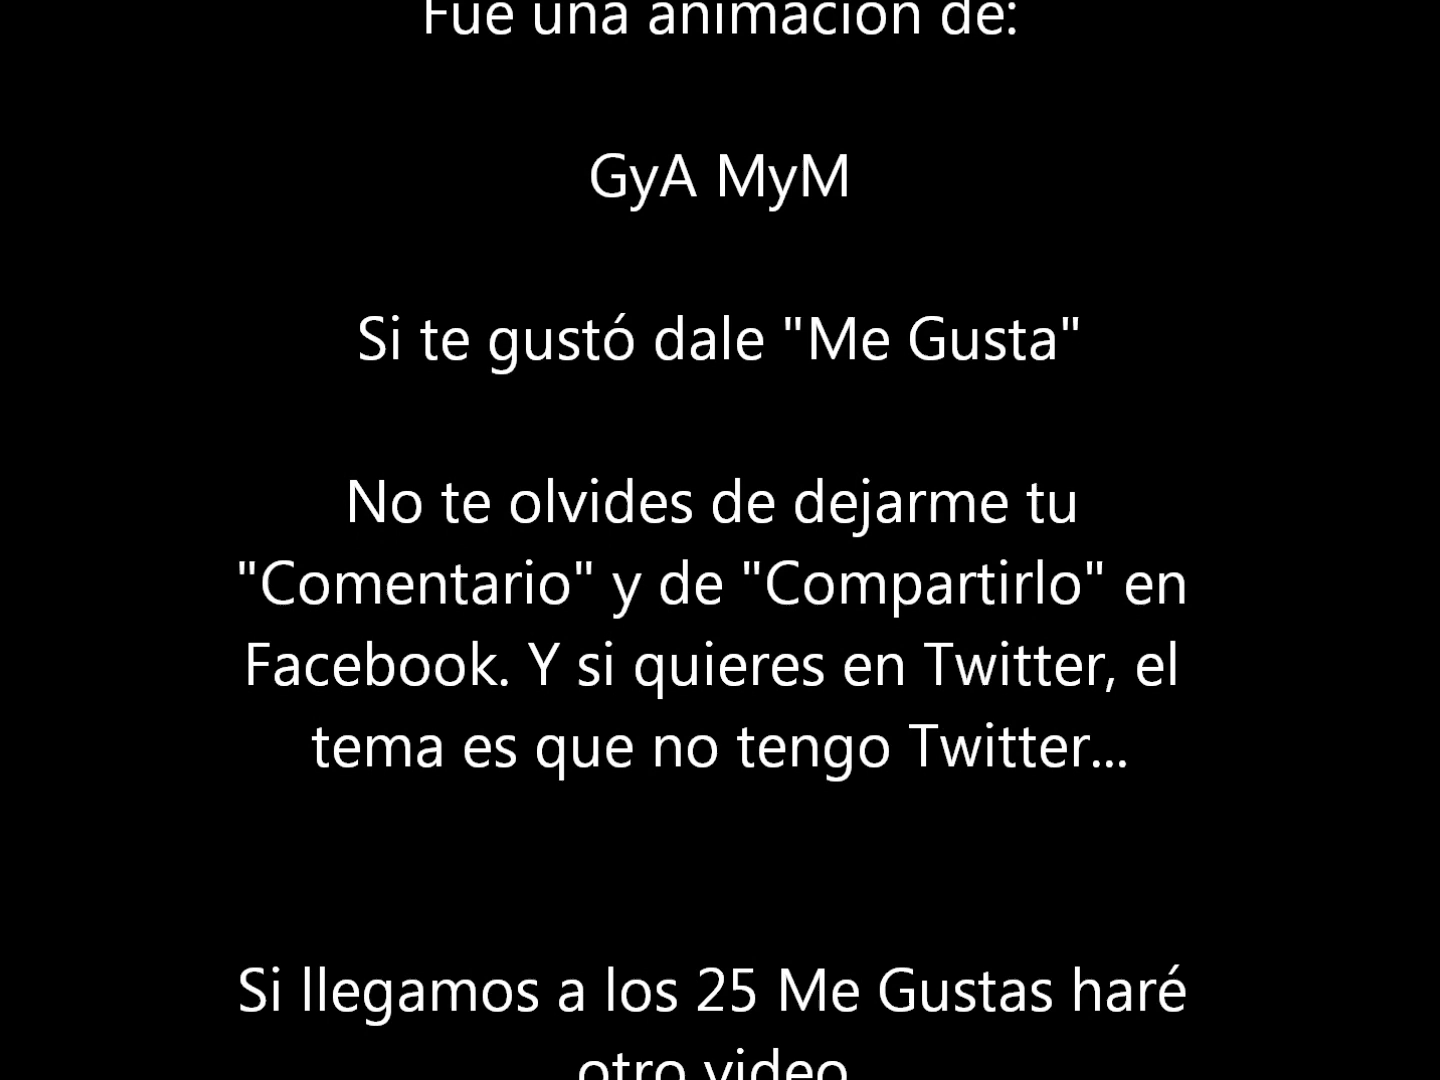 Fue una animación de:
GyA MyM
Si te gustó dale "Me Gusta"
No te olvides de dejarme tu
"Comentario" y de "Compartirlo" en
Facebook. Y si quieres en Twitter, el
tema es que no tengo Twitter...
Si llegamos a los 25 Me Gustas haré
otro video